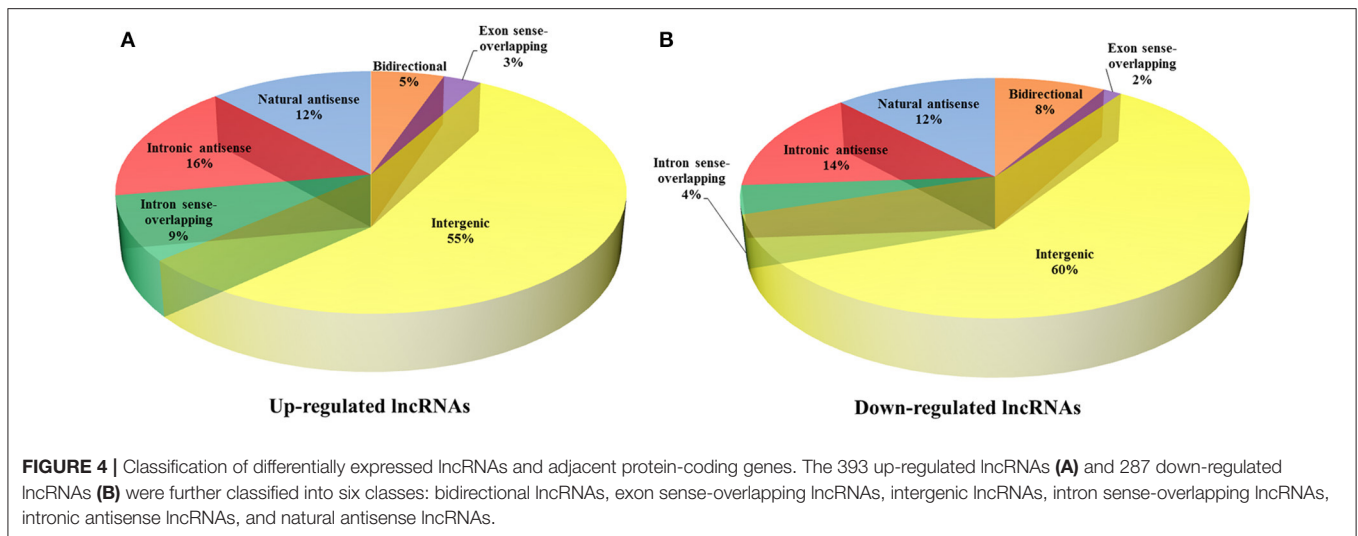 A
Exon sense-
overlapping
3%
Bidirectional
5%
Natural antisense
12%
Intronic antisense
16%
Intron sense-
overlapping
9%
Intergenic
55%
Up-regulated lncRNAs
B
Exon sense-
overlapping
2%
Bidirectional
8%
Natural antisense
12%
Intronic antisense
14%
Intron sense-
overlapping
4%
Intergenic
60%
Down-regulated lncRNAs
FIGURE 4 | Classification of differentially expressed lncRNAs and adjacent protein-coding genes. The 393 up-regulated lncRNAs (A) and 287 down-regulated
lncRNAs (B) were further classified into six classes: bidirectional lncRNAs, exon sense-overlapping lncRNAs, intergenic lncRNAs, intron sense-overlapping lncRNAs,
intronic antisense lncRNAs, and natural antisense lncRNAs.